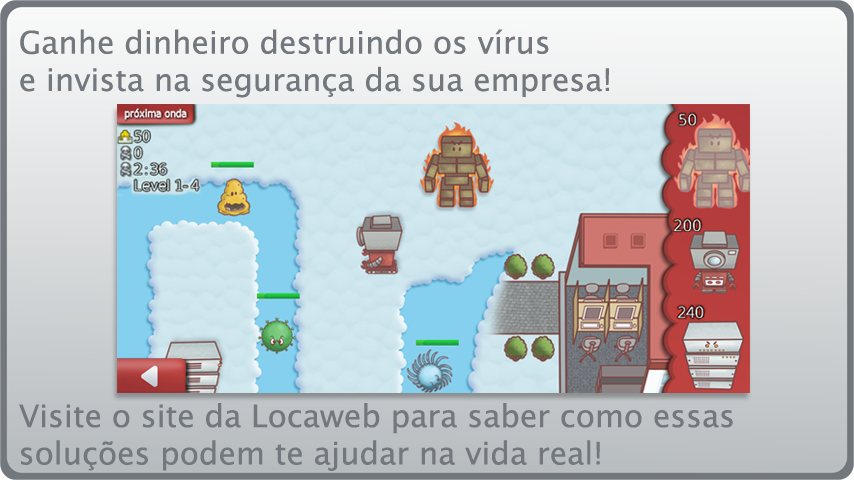 Ganhe dinheiro destruindo os vírus
e invista na segurança da sua empresa!
próxima onda
50
0
2:36
Level 1-4
50
200
240
Visite o site da Locaweb para saber como essas
soluções podem te ajudar na vida real!